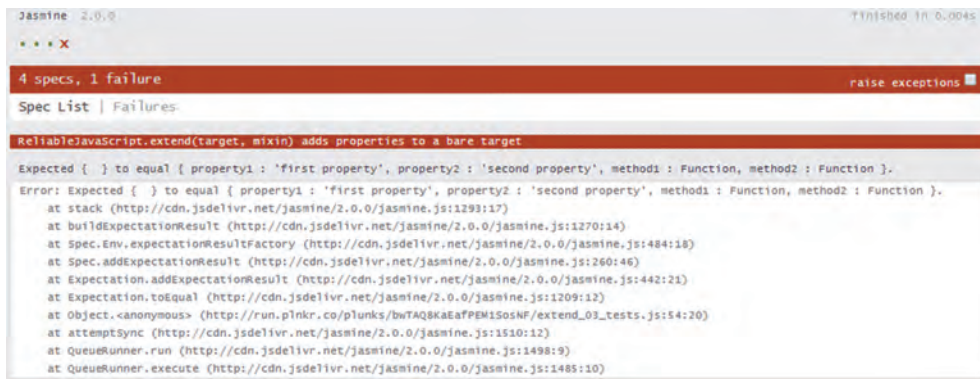 Jasmine 2.0.0 finished in 0.004s
• • • x
4 specs, 1 failure raise exceptions
Spec List | Failures
ReliableJavaScript.extend(target, mixin) adds properties to a bare target
Expected { } to equal { property1 : 'first property', property2 : 'second property', method1 : Function, method2 : Function }.
Error: Expected { } to equal { property1 : 'first property', property2 : 'second property', method1 : Function, method2 : Function }.
at stack (http://cdn.jsdelivr.net/jasmine/2.0.0/jasmine.js:1293:17)
at buildExpectationResult (http://cdn.jsdelivr.net/jasmine/2.0.0/jasmine.js:1270:14)
at Spec.Env.expectationResultFactory (http://cdn.jsdelivr.net/jasmine/2.0.0/jasmine.js:484:18)
at Spec.addExpectationResult (http://cdn.jsdelivr.net/jasmine/2.0.0/jasmine.js:260:46)
at Expectation.addExpectationResult (http://cdn.jsdelivr.net/jasmine/2.0.0/jasmine.js:442:21)
at Expectation.toEqual (http://cdn.jsdelivr.net/jasmine/2.0.0/jasmine.js:1209:12)
at Object.<anonymous> (http://run.plnkr.co/plunks/bwTAQ8KaEafPEM1SosNF/extend_03_tests.js:54:20)
at attemptSync (http://cdn.jsdelivr.net/jasmine/2.0.0/jasmine.js:1510:12)
at QueueRunner.run (http://cdn.jsdelivr.net/jasmine/2.0.0/jasmine.js:1498:9)
at QueueRunner.execute (http://cdn.jsdelivr.net/jasmine/2.0.0/jasmine.js:1485:10)